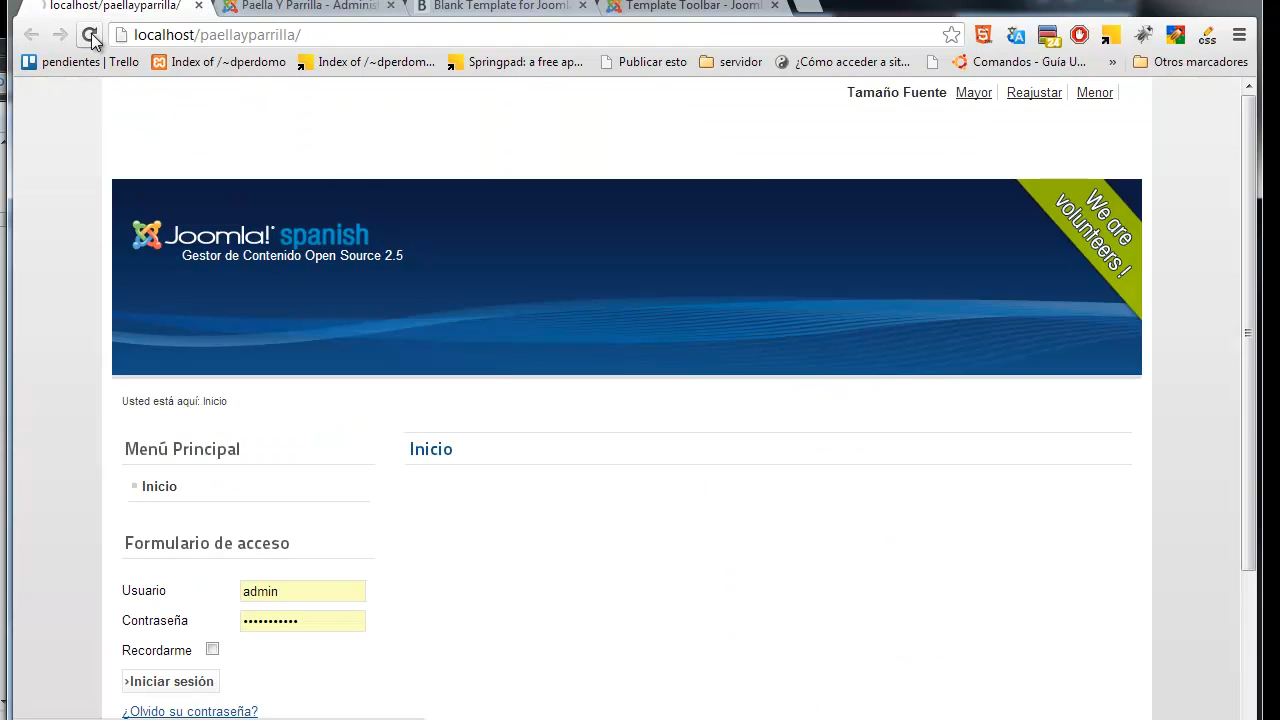 localhost/paellayparrilla/
Paella Y Parrilla - Adminis
Blank Template for Joom
Template Toolbar - Joom
localhost/paellayparrilla/
pendientes | Trello
Index of /~dperdomo
Index of /~dperdom...
Springpad: a free ap...
Publicar esto
servidor
¿Cómo acceder a sit...
Comandos - Guía U...
»
Otros marcadores
Tamaño Fuente Mayor Reajustar Menor
Joomla! spanish
Gestor de Contenido Open Source 2.5
We are
volunteers !
Usted está aquí: Inicio
Menú Principal
Inicio
Inicio
Formulario de acceso
Usuario admin
Contraseña •••••••••••
Recordarme
›Iniciar sesión
¿Olvido su contraseña?